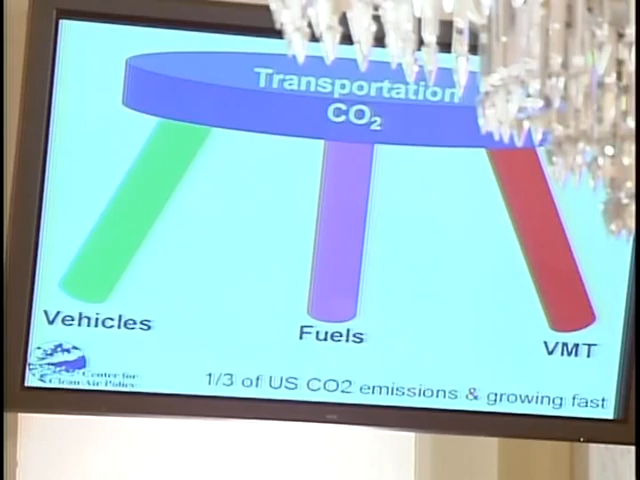 Transportation
CO₂
Vehicles
Fuels
VMT
Center for
Clean Air Policy
1/3 of US CO2 emissions & growing fast